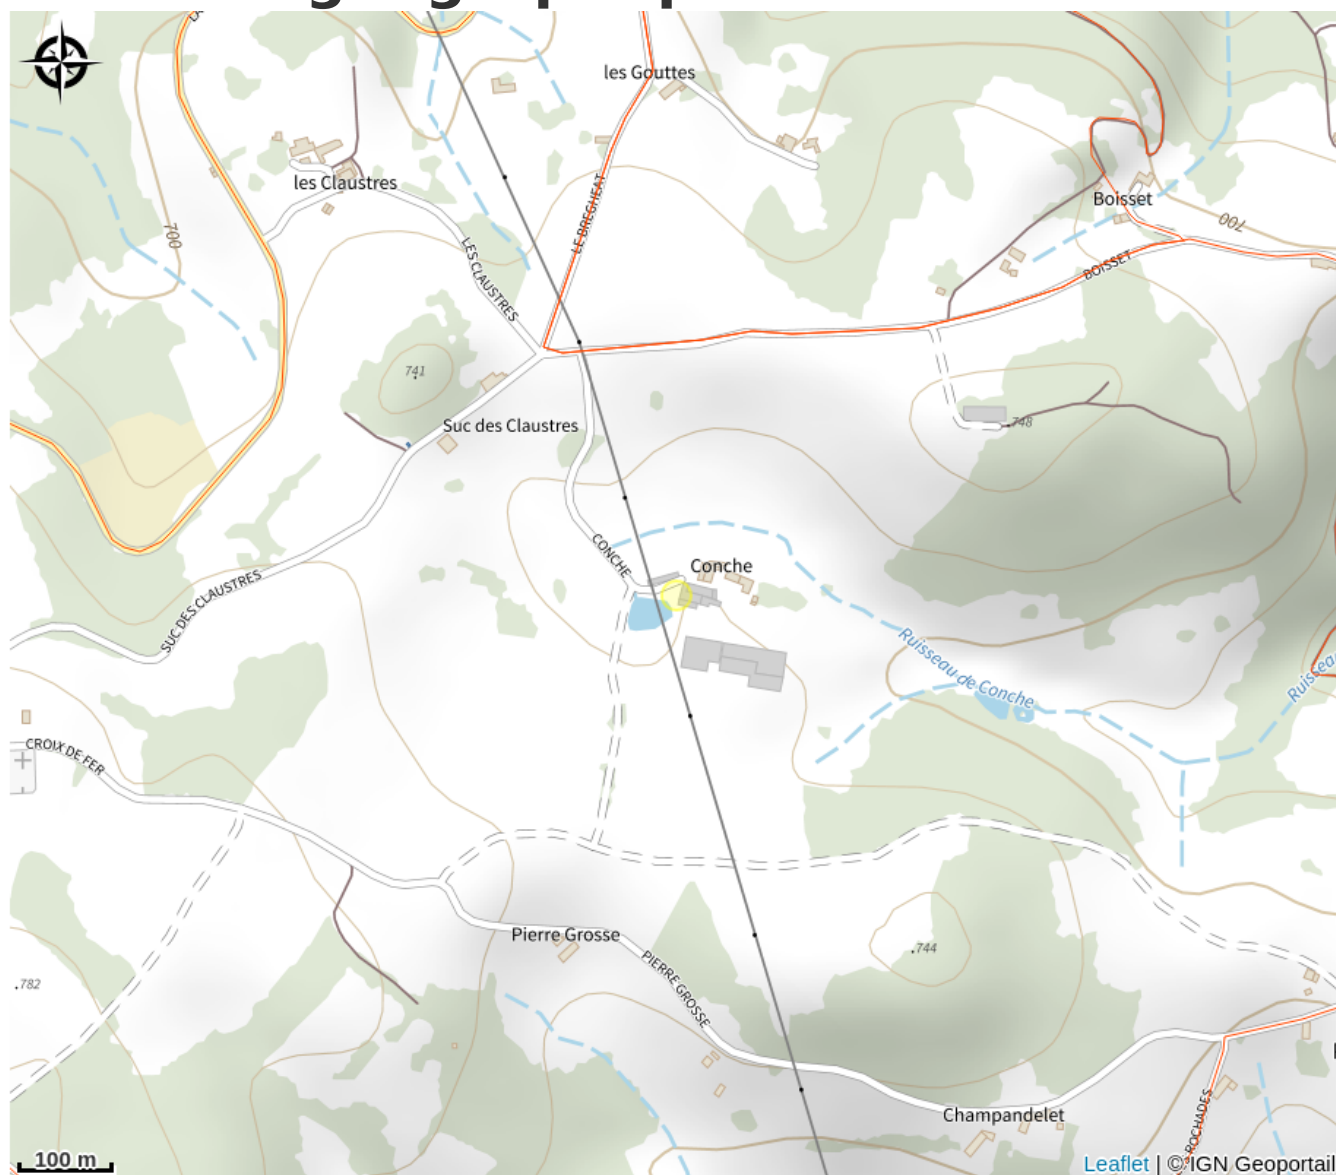 les Gouttes
les Claustres
LE BREGHEAT
Boisset
700
700
LES CLAUSTRES
BOISSET
741
Suc des Claustres
748
CONCHE
Conche
SUC DES CLAUSTRES
Ruisseau de Conche
Ruisseau
CROIX DE FER
Pierre Grosse
744
PIERRE GROSSE
782
Champandelet
ROCHADES
100 m
Leaflet | © IGN Geoportail